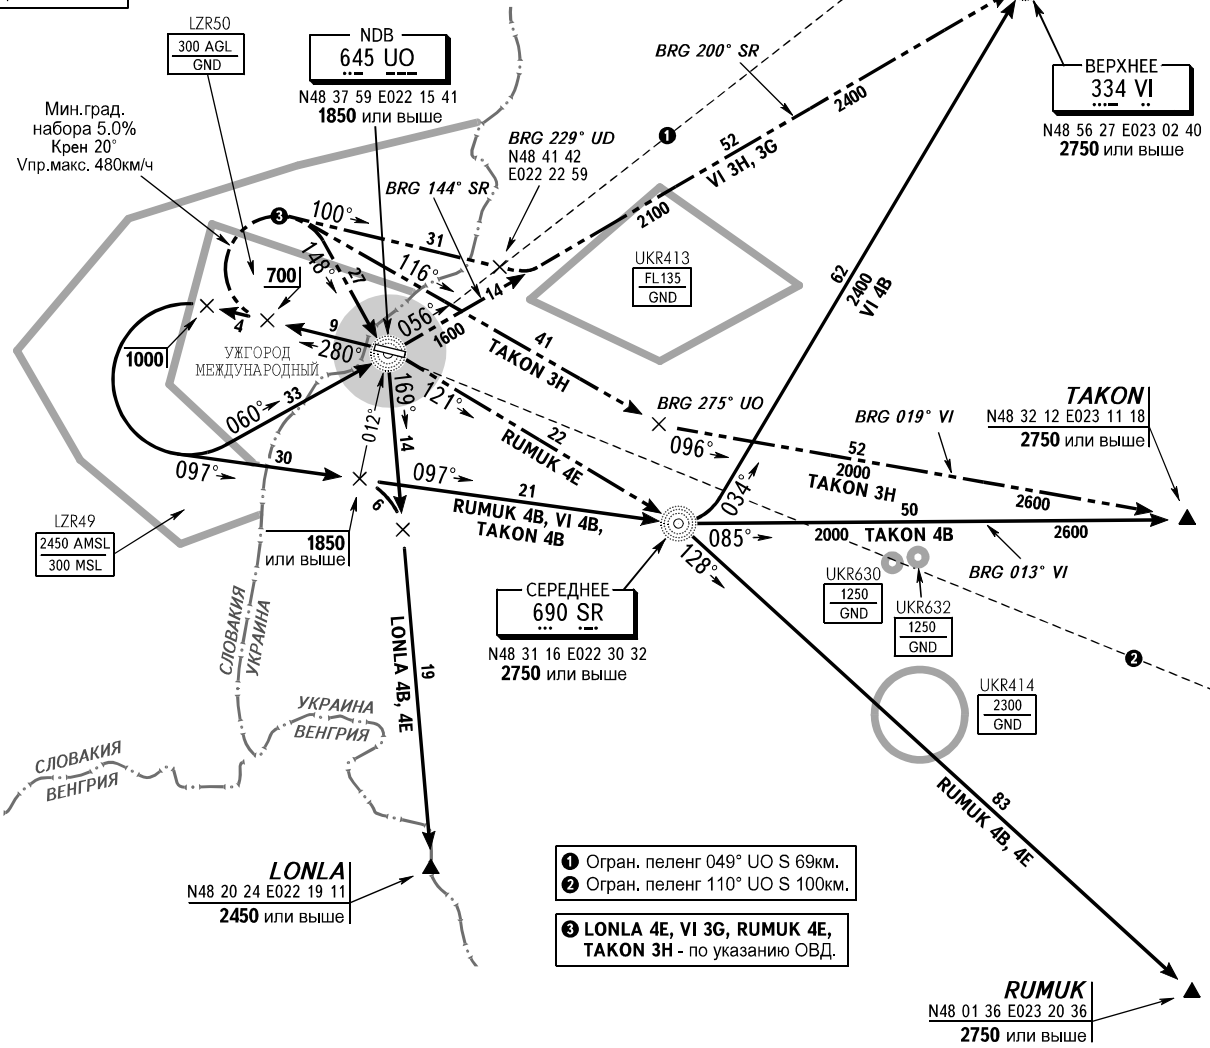 LZR50
300 AGL
GND
NDB
645 UO
N48 37 59 E022 15 41
1850 или выше
BRG 200° SR
2400
ВЕРХНЕЕ
334 VI
N48 56 27 E023 02 40
2750 или выше
Мин.град.
набора 5.0%
Крен 20°
Vпр.макс. 480км/ч
BRG 229° UD
N48 41 42
E022 22 59
1
52
VI 3H, 3G
BRG 144° SR
3
100°
31
2100
148°
27
116°
UKR413
FL135
GND
62
2400
VI 4B
700
14
056°
1600
4
9
280°
1000
УЖГОРОД
МЕЖДУНАРОДНЫЙ
41
TAKON 3H
060°
33
012°
169°
14
121°
22
RUMUK 4E
BRG 275° UO
TAKON
N48 32 12 E023 11 18
2750 или выше
BRG 019° VI
096°
52
2000
TAKON 3H
2600
097°
30
097°
21
RUMUK 4B, VI 4B,
TAKON 4B
6
034°
50
085°
2000
TAKON 4B
2600
128°
BRG 013° VI
LZR49
2450 AMSL
300 MSL
1850
или выше
СЕРЕДНЕЕ
690 SR
N48 31 16 E022 30 32
2750 или выше
UKR630
1250
GND
UKR632
1250
GND
2
СЛОВАКИЯ
УКРАИНА
LONLA 4B, 4E
19
UKR414
2300
GND
УКРАИНА
ВЕНГРИЯ
СЛОВАКИЯ
ВЕНГРИЯ
83
RUMUK 4B, 4E
LONLA
N48 20 24 E022 19 11
2450 или выше
1 Огран. пеленг 049° UO S 69км.
2 Огран. пеленг 110° UO S 100км.
3 LONLA 4E, VI 3G, RUMUK 4E,
TAKON 3H - по указанию ОВД.
RUMUK
N48 01 36 E023 20 36
2750 или выше